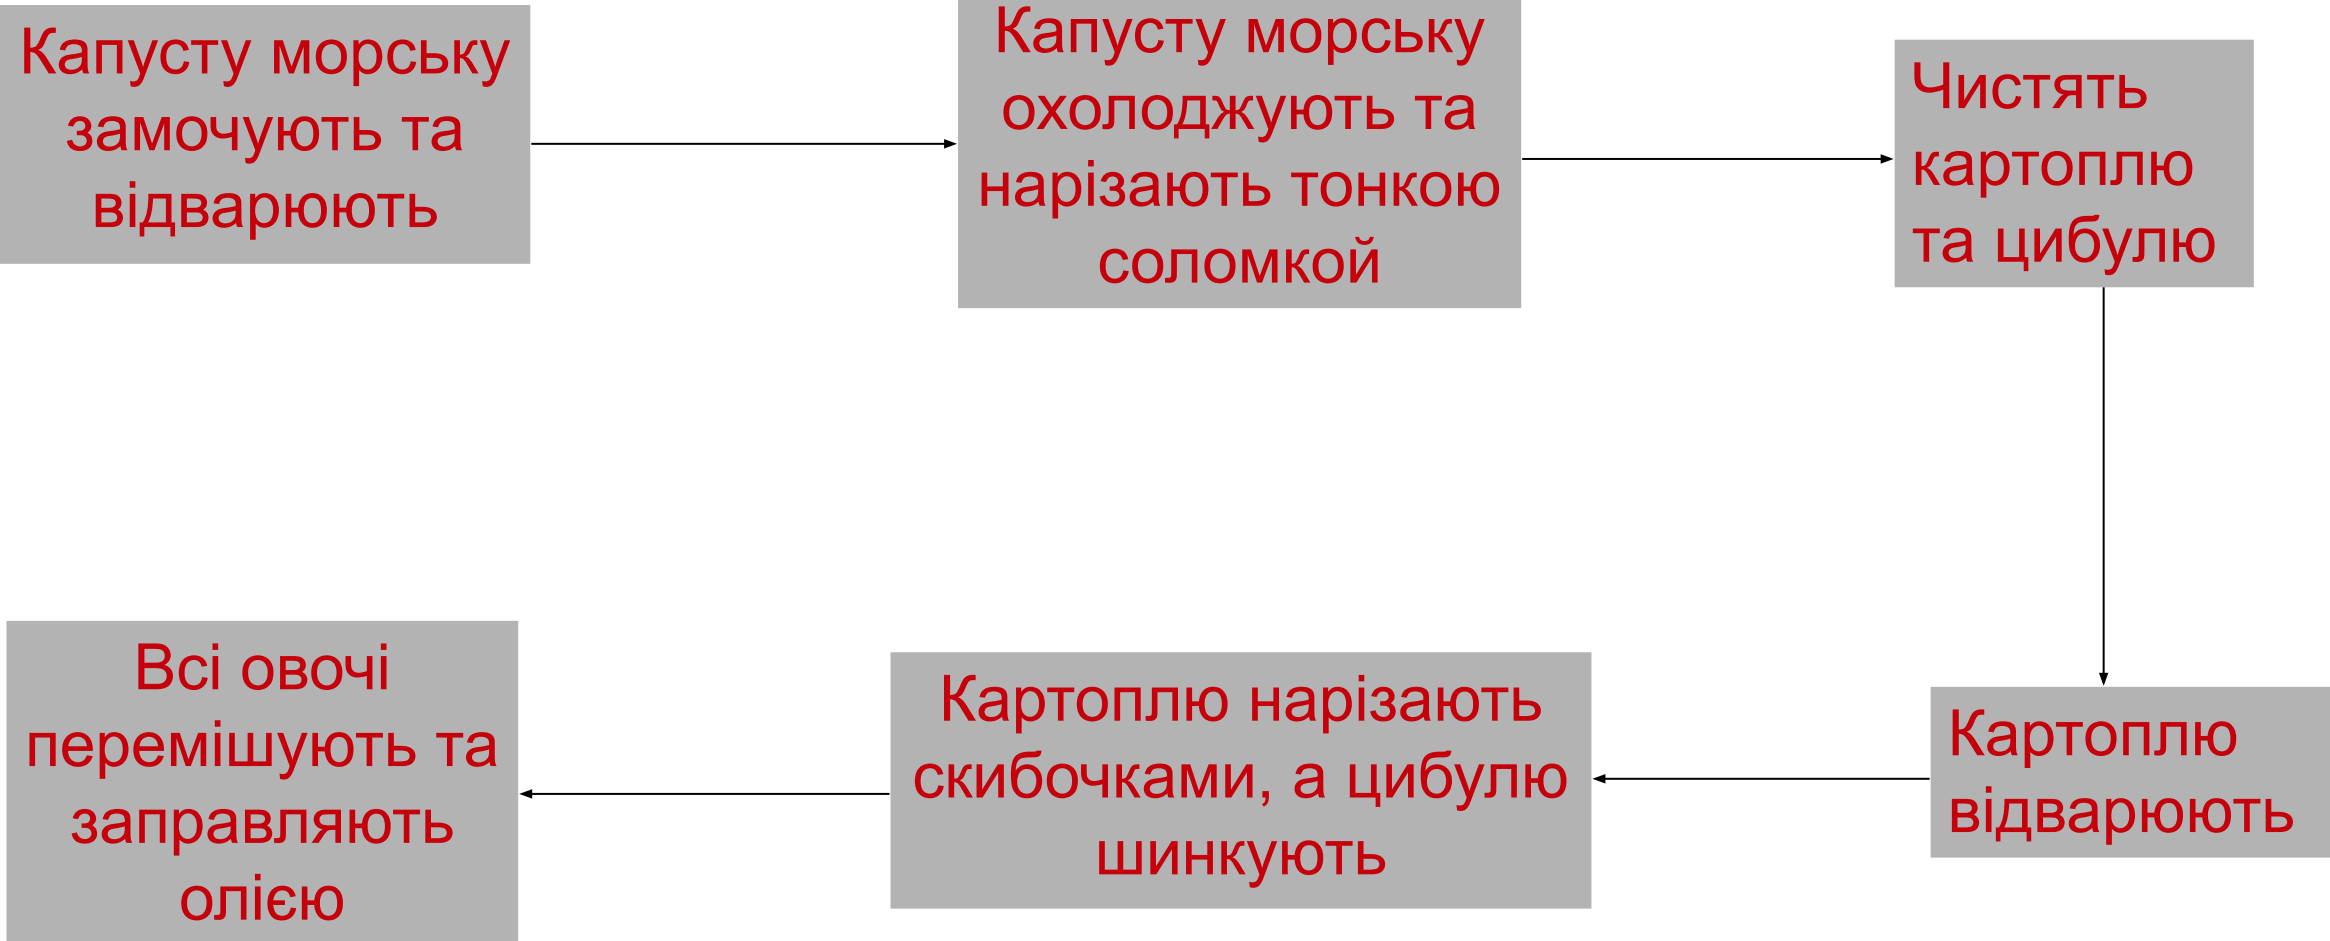 Капусту морську
замочують та
відварюють
Капусту морську
охолоджують та
нарізають тонкою
соломкой
Чистять
картоплю
та цибулю
Картоплю
відварюють
Картоплю нарізають
скибочками, а цибулю
шинкують
Всі овочі
перемішують та
заправляють
олією